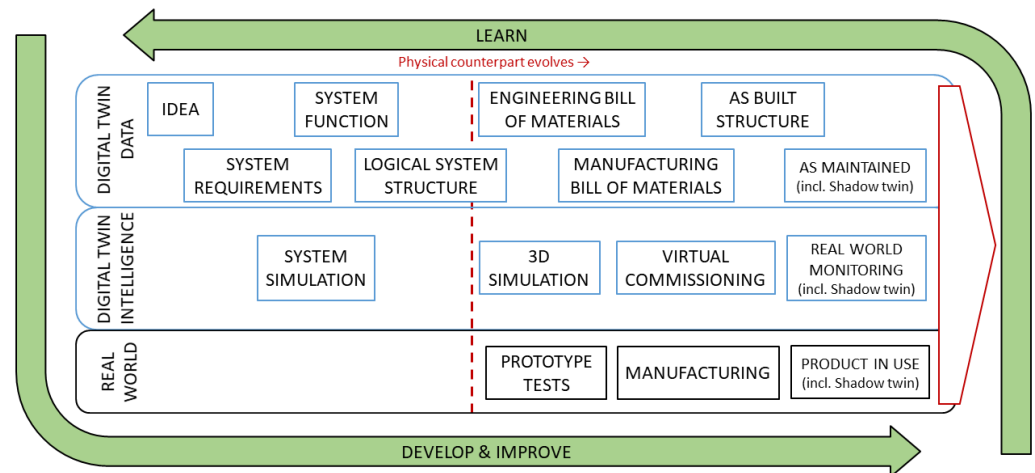 LEARN
Physical counterpart evolves →
DIGITAL TWIN
DATA
IDEA
SYSTEM
FUNCTION
ENGINEERING BILL
OF MATERIALS
AS BUILT
STRUCTURE
SYSTEM
REQUIREMENTS
LOGICAL SYSTEM
STRUCTURE
MANUFACTURING
BILL OF MATERIALS
AS MAINTAINED
(incl. Shadow twin)
DIGITAL TWIN
INTELLIGENCE
SYSTEM
SIMULATION
3D
SIMULATION
VIRTUAL
COMMISSIONING
REAL WORLD
MONITORING
(incl. Shadow twin)
REAL
WORLD
PROTOTYPE
TESTS
MANUFACTURING
PRODUCT IN USE
(incl. Shadow twin)
DEVELOP & IMPROVE